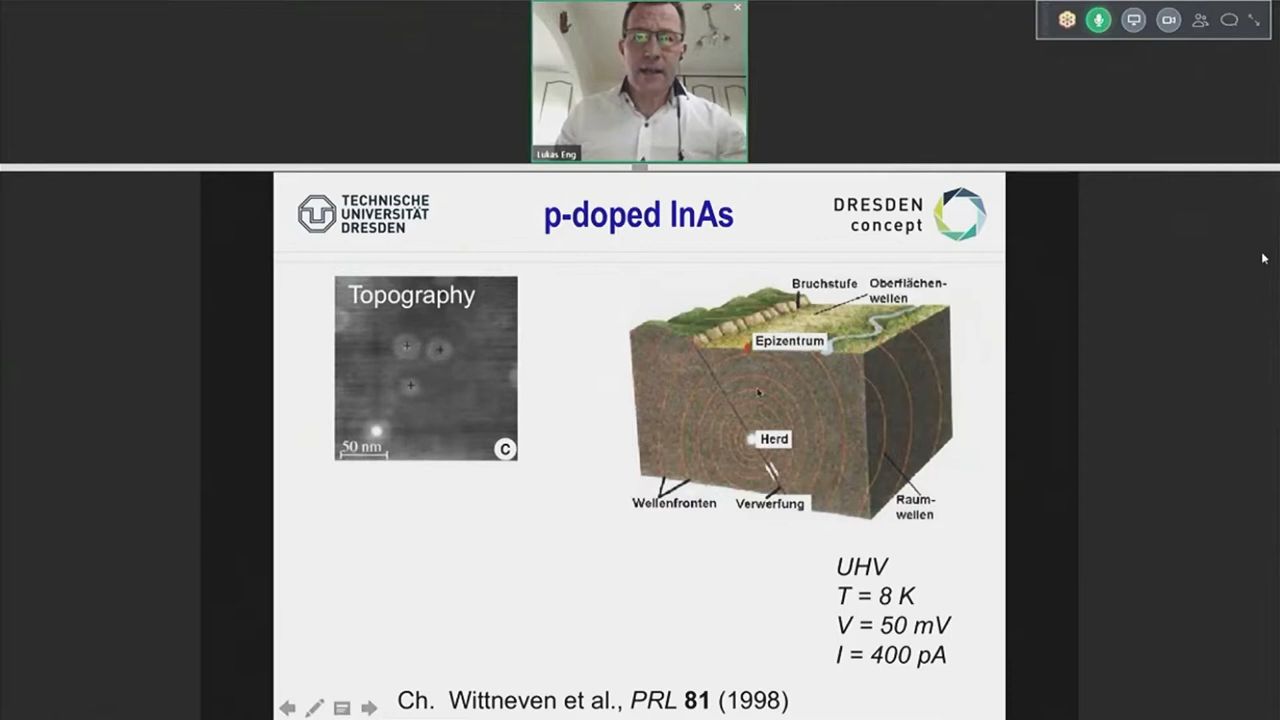 Lukas Eng
TECHNISCHE
UNIVERSITÄT
DRESDEN
p-doped InAs
DRESDEN
concept
Topography
50 nm
C
Bruchstufe
Oberflächen-
wellen
Epizentrum
Herd
Wellenfronten
Verwerfung
Raum-
wellen
UHV
T = 8 K
V = 50 mV
I = 400 pA
Ch. Wittneven et al., PRL 81 (1998)